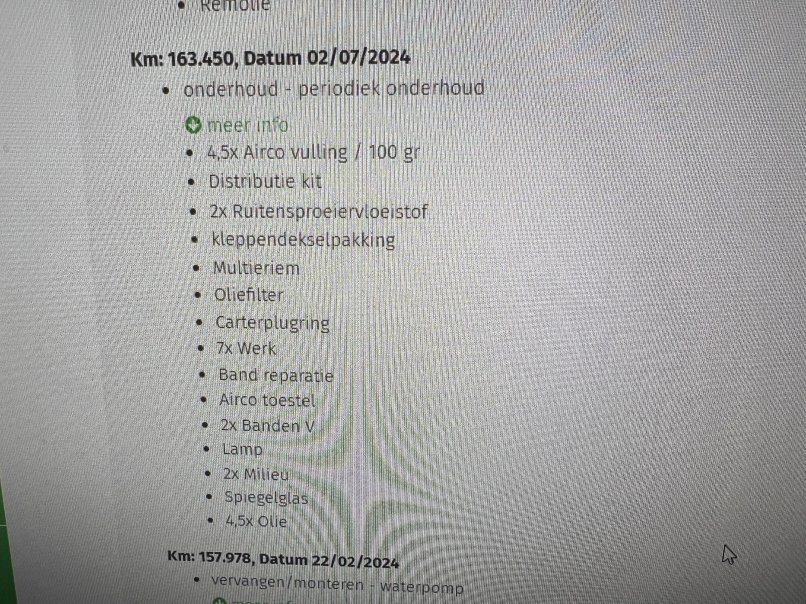 Remolie
Km: 163.450, Datum 02/07/2024
onderhoud - periodiek onderhoud
meer info
4,5x Airco vulling / 100 gr
Distributie kit
2x Ruitensproeiervloeistof
kleppendekselpakking
Multieriem
Oliefilter
Carterplugring
7x Werk
Band reparatie
Airco toestel
2x Banden V
Lamp
2x Milieu
Spiegelglas
4,5x Olie
Km: 157.978, Datum 22/02/2024
vervangen/monteren - waterpomp